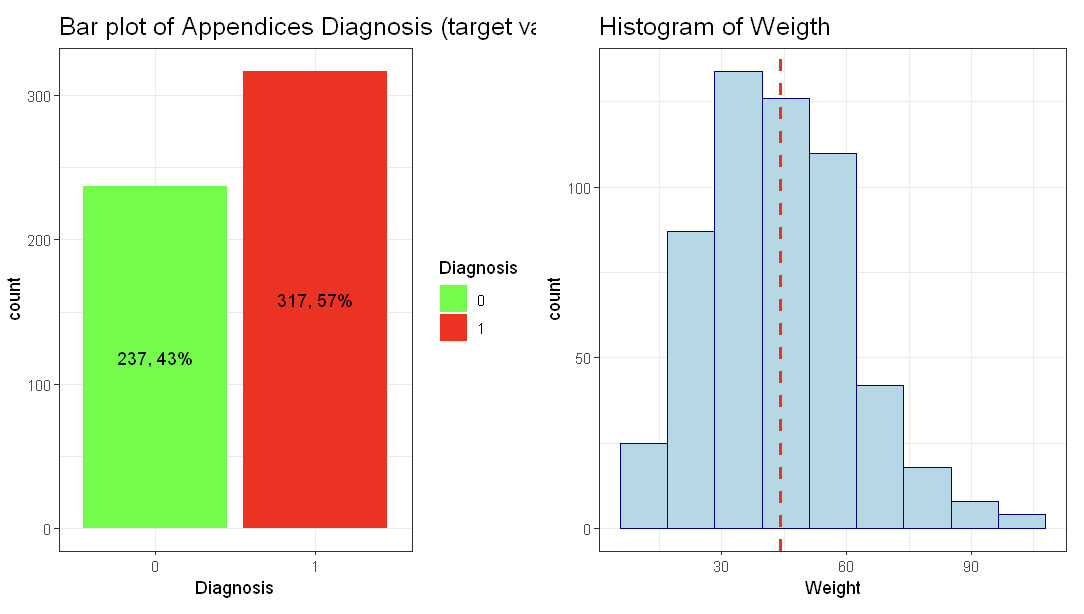 Bar plot of Appendices Diagnosis (target va
count
300
200
100
0
237, 43%
317, 57%
0
1
Diagnosis
Diagnosis
0
1
Histogram of Weigth
count
100
50
0
30
60
90
Weight